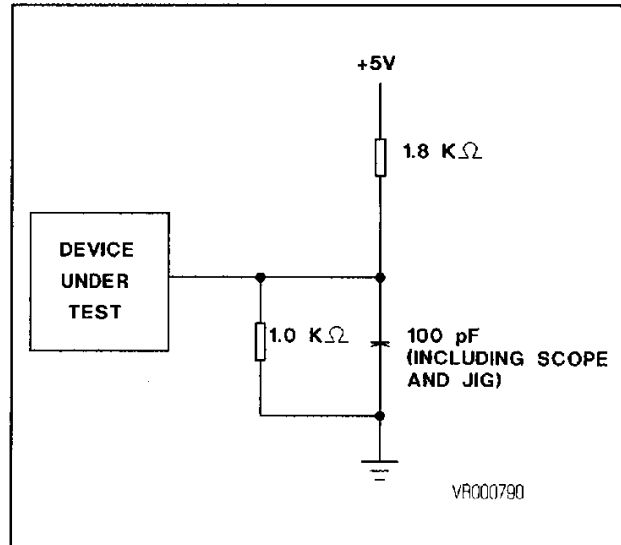 +5V
1.8 KΩ
DEVICE
UNDER
TEST
1.0 KΩ
100 pF
(INCLUDING SCOPE
AND JIG)
VR000790